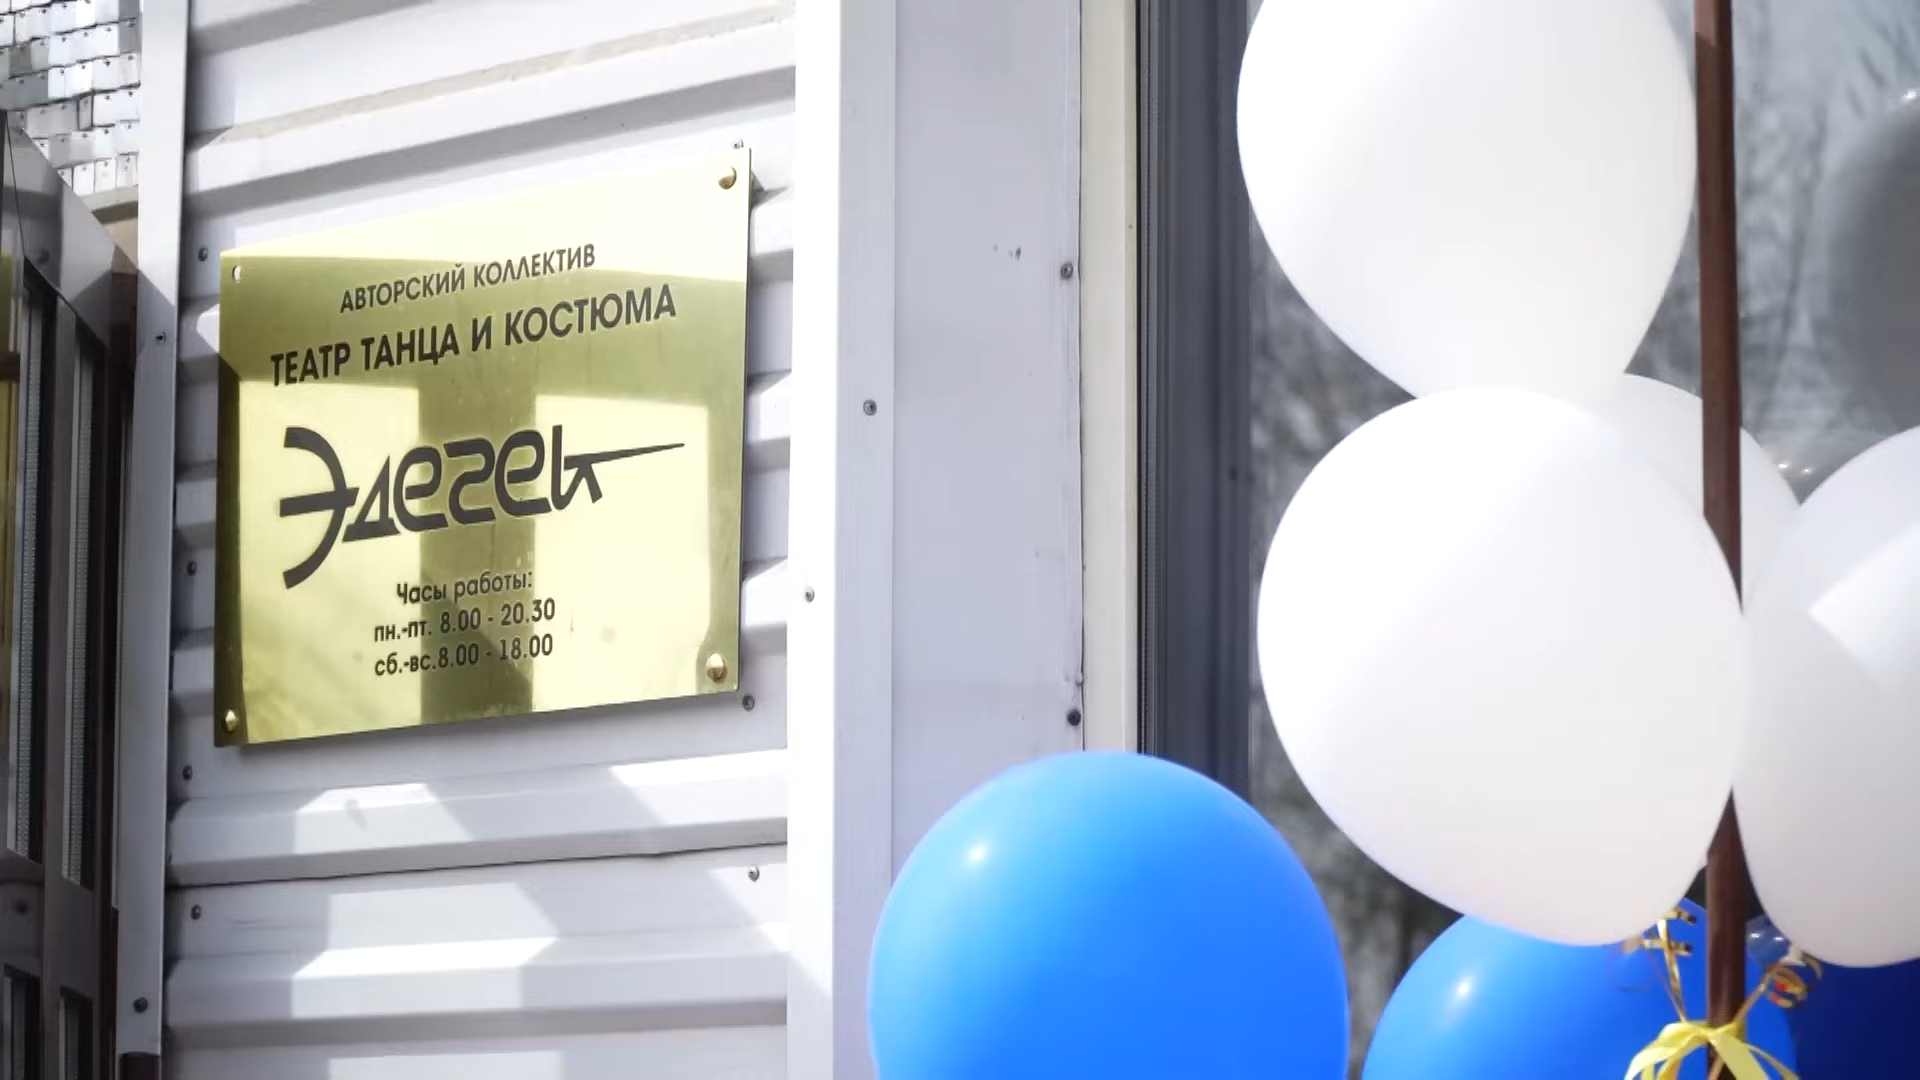 АВТОРСКИЙ КОЛЛЕКТИВ
ТЕАТР ТАНЦА И КОСТЮМА
Эдегей
Часы работы:
пн.-пт. 8.00 - 20.30
сб.-вс.8.00 - 18.00